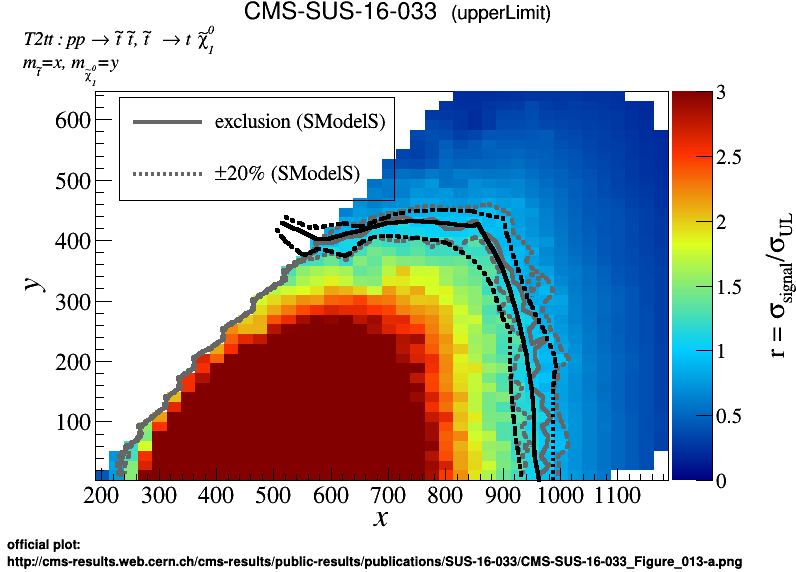 CMS-SUS-16-033 (upperLimit)
T2tt : pp → t̃ t̃, t̃ → t χ̃⁰₁
m_t̃=x, m_χ̃⁰₁=y
exclusion (SModelS)
±20% (SModelS)
600
500
400
300
200
100
y
200 300 400 500 600 700 800 900 1000 1100
x
3
2.5
2
1.5
1
0.5
0
r = σ_signal/σ_UL
official plot:
http://cms-results.web.cern.ch/cms-results/public-results/publications/SUS-16-033/CMS-SUS-16-033_Figure_013-a.png